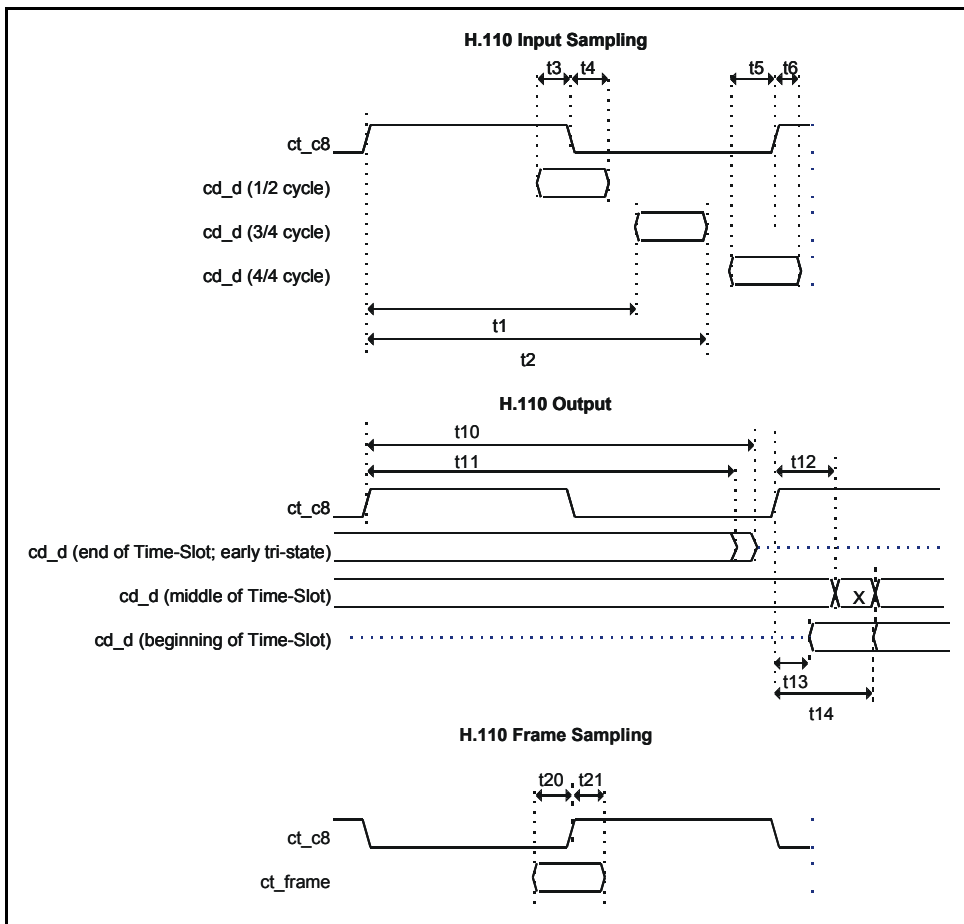 H.110 Input Sampling
t3 t4 t5 t6
ct_c8
cd_d (1/2 cycle)
cd_d (3/4 cycle)
cd_d (4/4 cycle)
t1
t2
H.110 Output
t10
t11 t12
ct_c8
cd_d (end of Time-Slot; early tri-state)
cd_d (middle of Time-Slot) X
cd_d (beginning of Time-Slot)
t13
t14
H.110 Frame Sampling
t20 t21
ct_c8
ct_frame